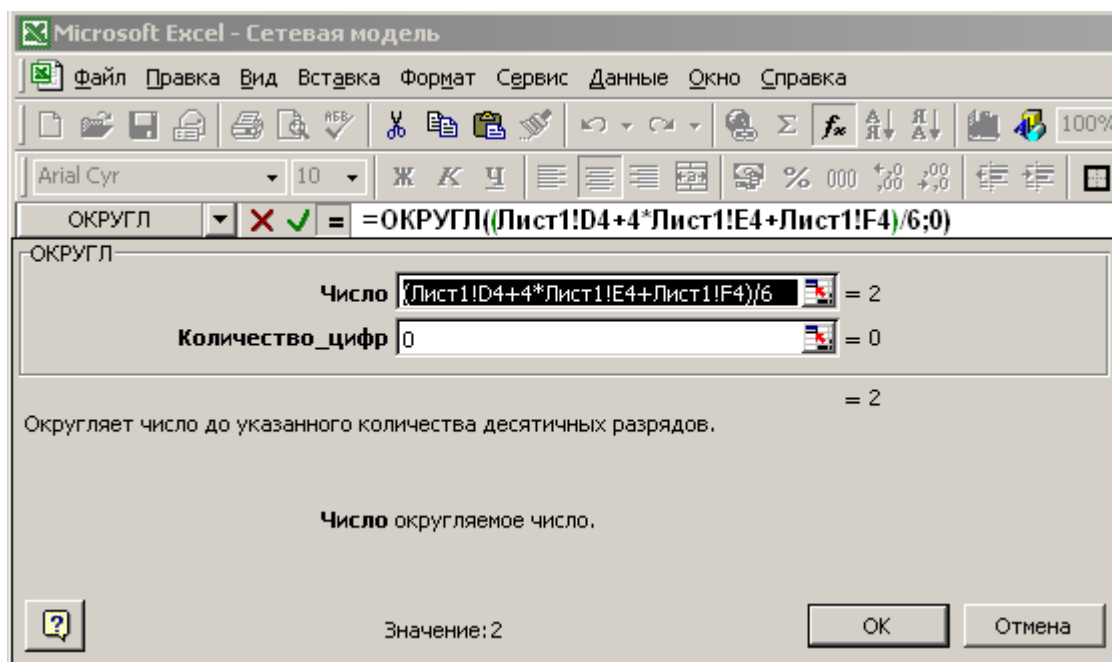 Microsoft Excel - Сетевая модель
Файл Правка Вид Вставка Формат Сервис Данные Окно Справка
100%
Arial Cyr 10 Ж К Ч % 000
ОКРУГЛ = =ОКРУГЛ((Лист1!D4+4*Лист1!E4+Лист1!F4)/6;0)
ОКРУГЛ
Число (Лист1!D4+4*Лист1!E4+Лист1!F4)/6 = 2
Количество_цифр 0 = 0
= 2
Округляет число до указанного количества десятичных разрядов.
Число округляемое число.
Значение:2 ОК Отмена